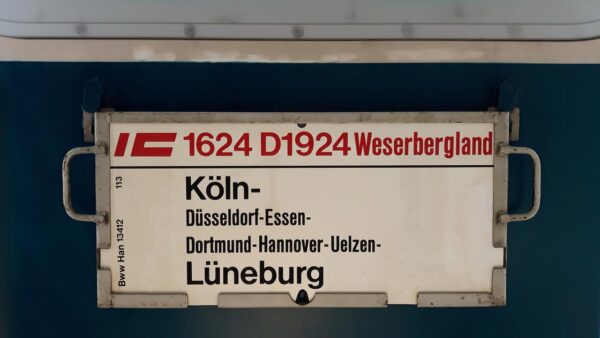 IC 1624 D1924 Weserbergland
Köln-
Düsseldorf-Essen-
Dortmund-Hannover-Uelzen-
Lüneburg
Bww Han 13412 113